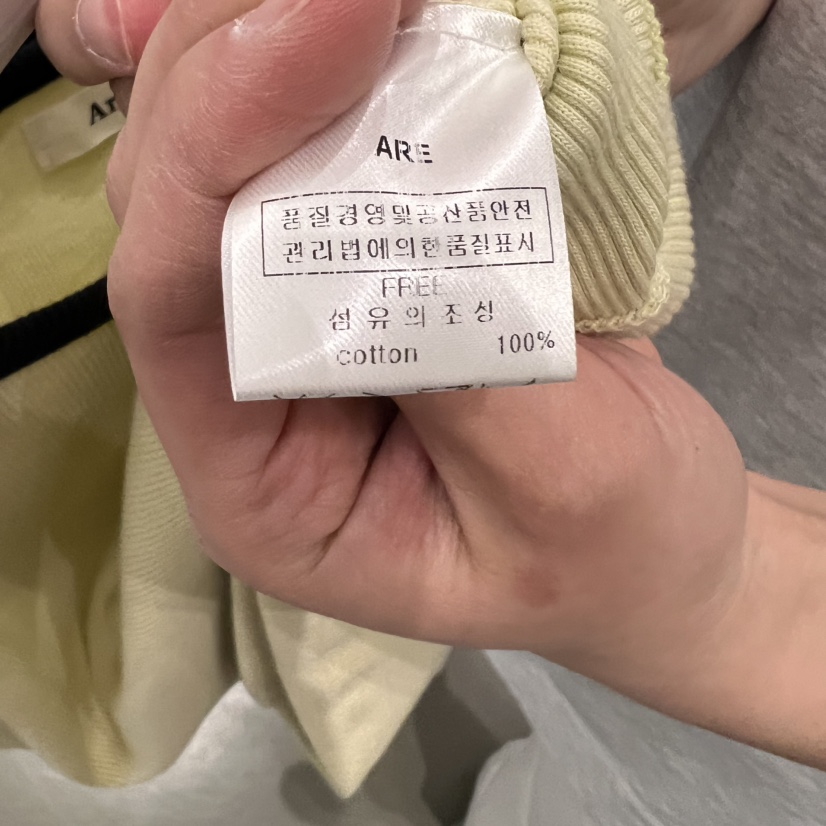 ARE
품질경영및공산품안전
관리법에의한품질표시
FREE
섬유의조성
cotton 100%